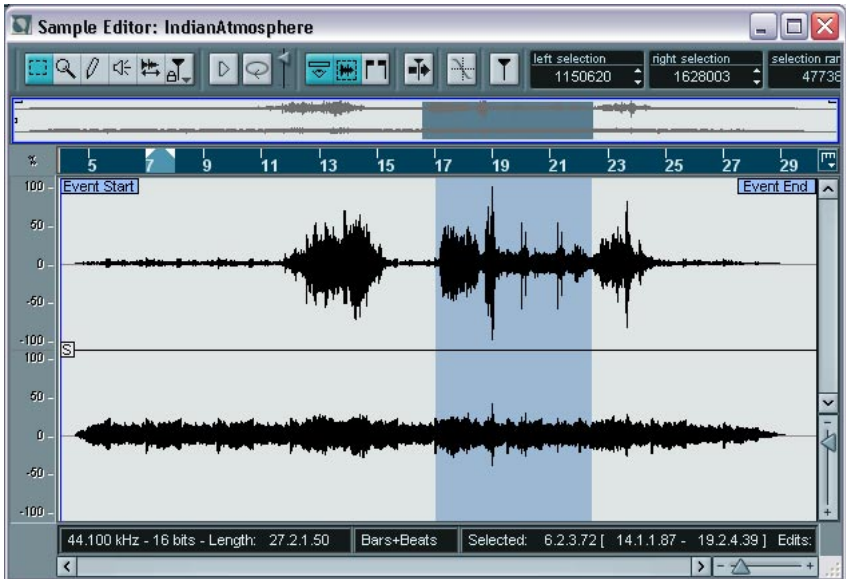 Sample Editor: IndianAtmosphere
left selection right selection selection ran
1150620 1628003 47738
% 5 7 9 11 13 15 17 19 21 23 25 27 29
Event Start Event End
100
50
0
-50
-100
S
100
50
0
-50
-100
44.100 kHz - 16 bits - Length: 27.2.1.50 Bars+Beats Selected: 6.2.3.72 [ 14.1.1.87 - 19.2.4.39 ] Edits: